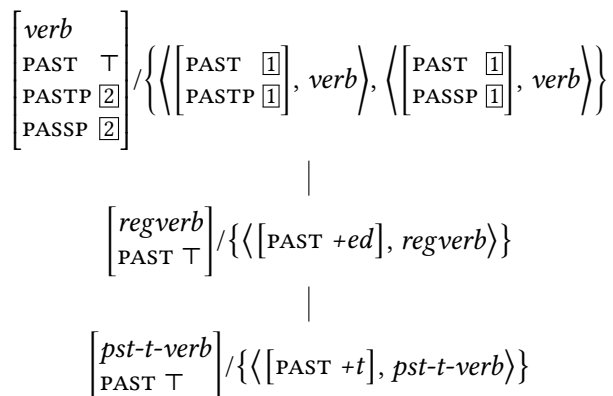 verb
PAST ⊤ / {⟨[PAST [1] PASTP [1]], verb⟩, ⟨[PAST [1] PASSP [1]], verb⟩}
PASTP [2]
PASSP [2]
regverb
PAST ⊤ / {⟨[PAST +ed], regverb⟩}
pst-t-verb
PAST ⊤ / {⟨[PAST +t], pst-t-verb⟩}